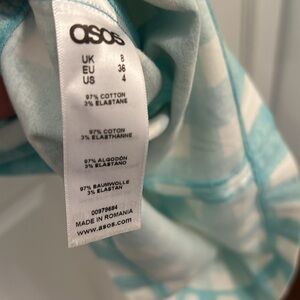 asos
UK 8
EU 36
US 4
97% COTTON
3% ELASTANE
97% COTON
3% ELASTHANNE
97% ALGODÓN
3% ELASTANO
97% BAUMWOLLE
3% ELASTAN
00979684
MADE IN ROMANIA
www.asos.com